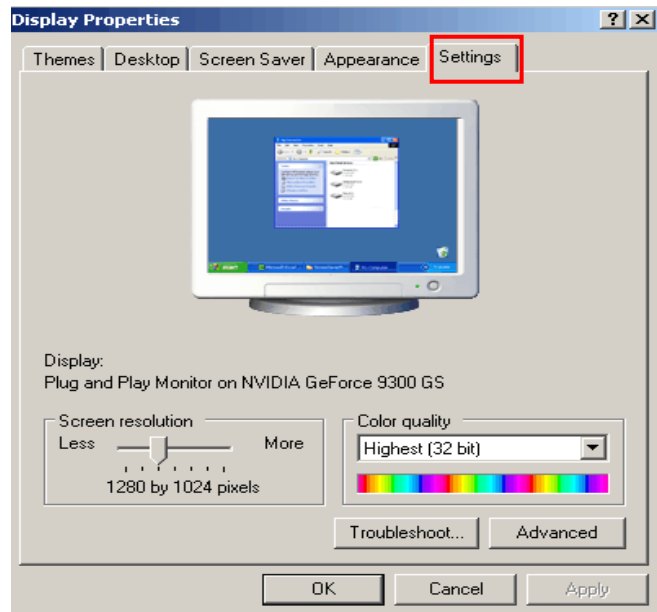 Display Properties
Themes Desktop Screen Saver Appearance Settings
Display:
Plug and Play Monitor on NVIDIA GeForce 9300 GS
Screen resolution
Less More
1280 by 1024 pixels
Color quality
Highest (32 bit)
Troubleshoot... Advanced
OK Cancel Apply